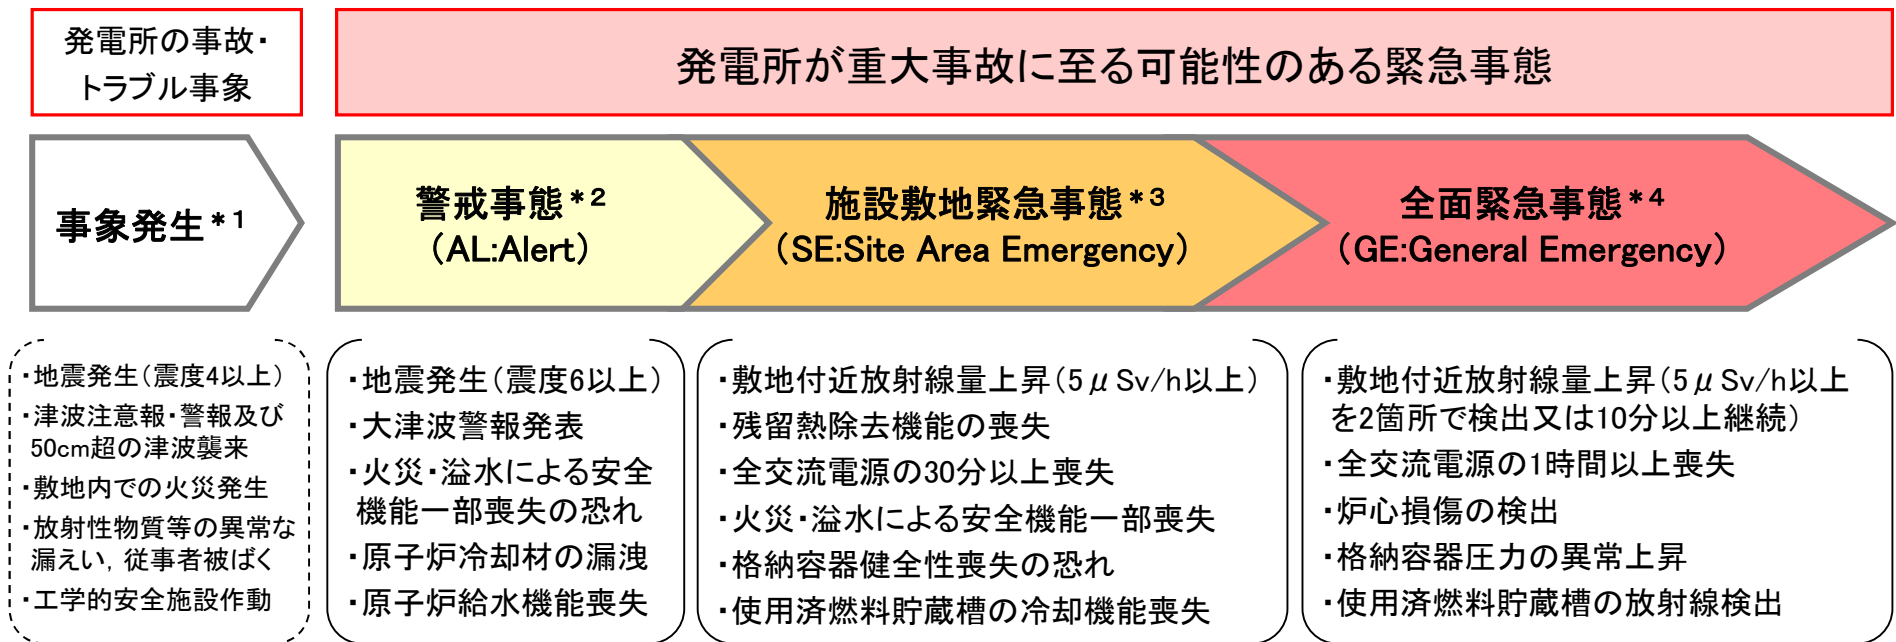 発電所の事故・
トラブル事象
発電所が重大事故に至る可能性のある緊急事態
事象発生*1
警戒事態*2
（AL:Alert）
施設敷地緊急事態*3
（SE:Site Area Emergency）
全面緊急事態*4
（GE:General Emergency）
・地震発生（震度4以上）
・津波注意報・警報及び
50cm超の津波襲来
・敷地内での火災発生
・放射性物質等の異常な
漏えい，従事者被ばく
・工学的安全施設作動
・地震発生（震度6以上）
・大津波警報発表
・火災・溢水による安全
機能一部喪失の恐れ
・原子炉冷却材の漏洩
・原子炉給水機能喪失
・敷地付近放射線量上昇（5μSv/h以上）
・残留熱除去機能の喪失
・全交流電源の30分以上喪失
・火災・溢水による安全機能一部喪失
・格納容器健全性喪失の恐れ
・使用済燃料貯蔵槽の冷却機能喪失
・敷地付近放射線量上昇（5μSv/h以上
を2箇所で検出又は10分以上継続）
・全交流電源の1時間以上喪失
・炉心損傷の検出
・格納容器圧力の異常上昇
・使用済燃料貯蔵槽の放射線検出